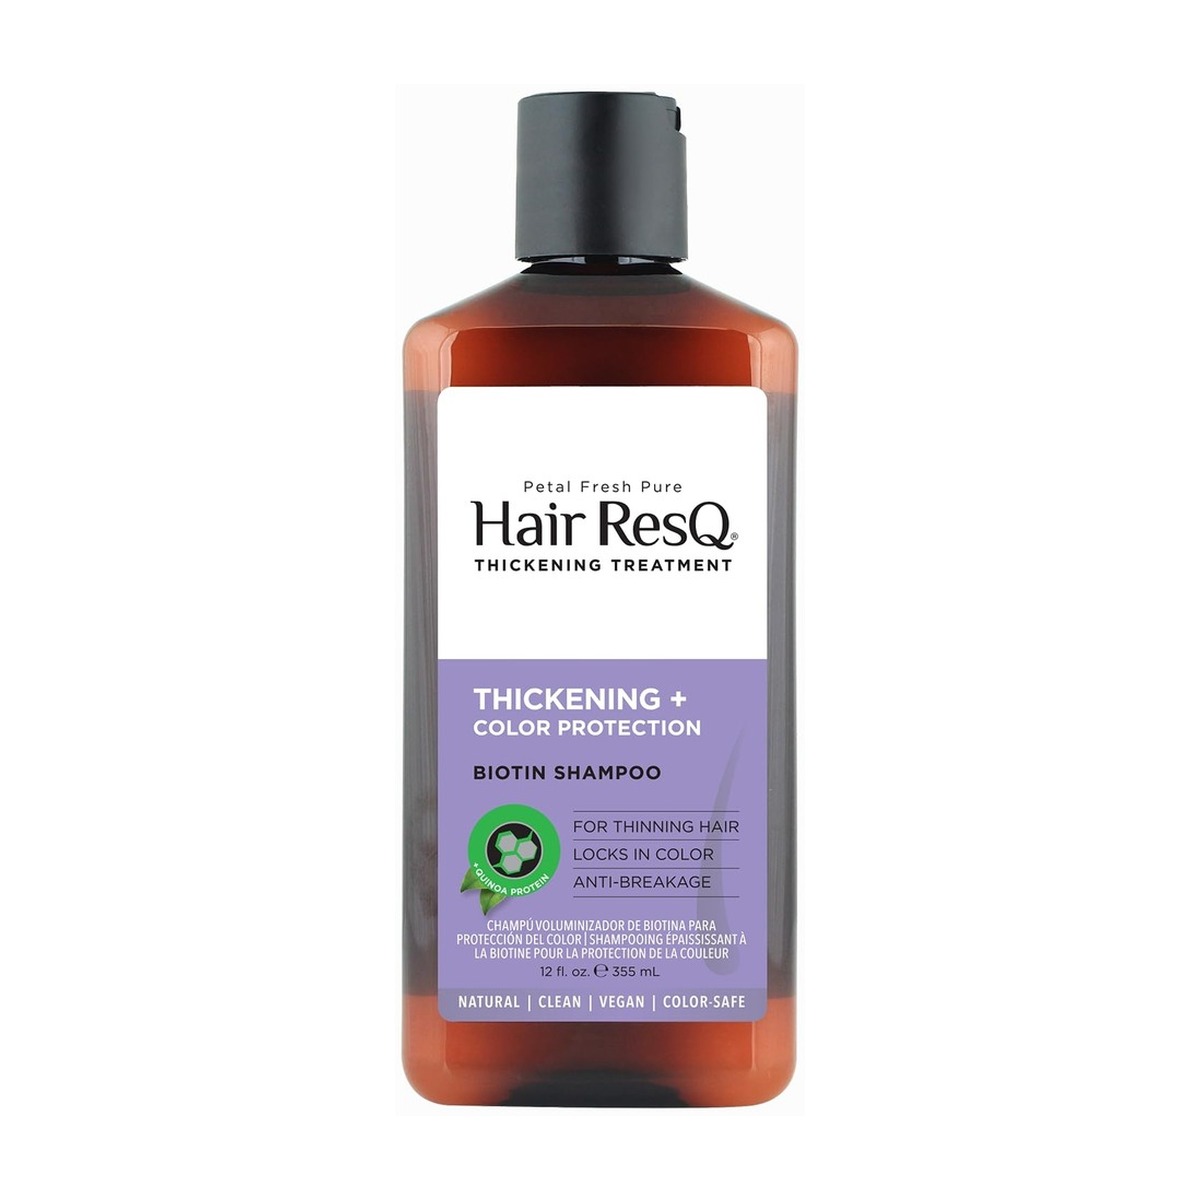 Petal Fresh Pure
Hair ResQ®
THICKENING TREATMENT
THICKENING +
COLOR PROTECTION
BIOTIN SHAMPOO
+ QUINOA PROTEIN
FOR THINNING HAIR
LOCKS IN COLOR
ANTI-BREAKAGE
CHAMPÚ VOLUMINIZADOR DE BIOTINA PARA
PROTECCIÓN DEL COLOR | SHAMPOOING ÉPAISSISSANT À
LA BIOTINE POUR LA PROTECTION DE LA COULEUR
12 fl. oz. ℮ 355 mL
NATURAL | CLEAN | VEGAN | COLOR-SAFE